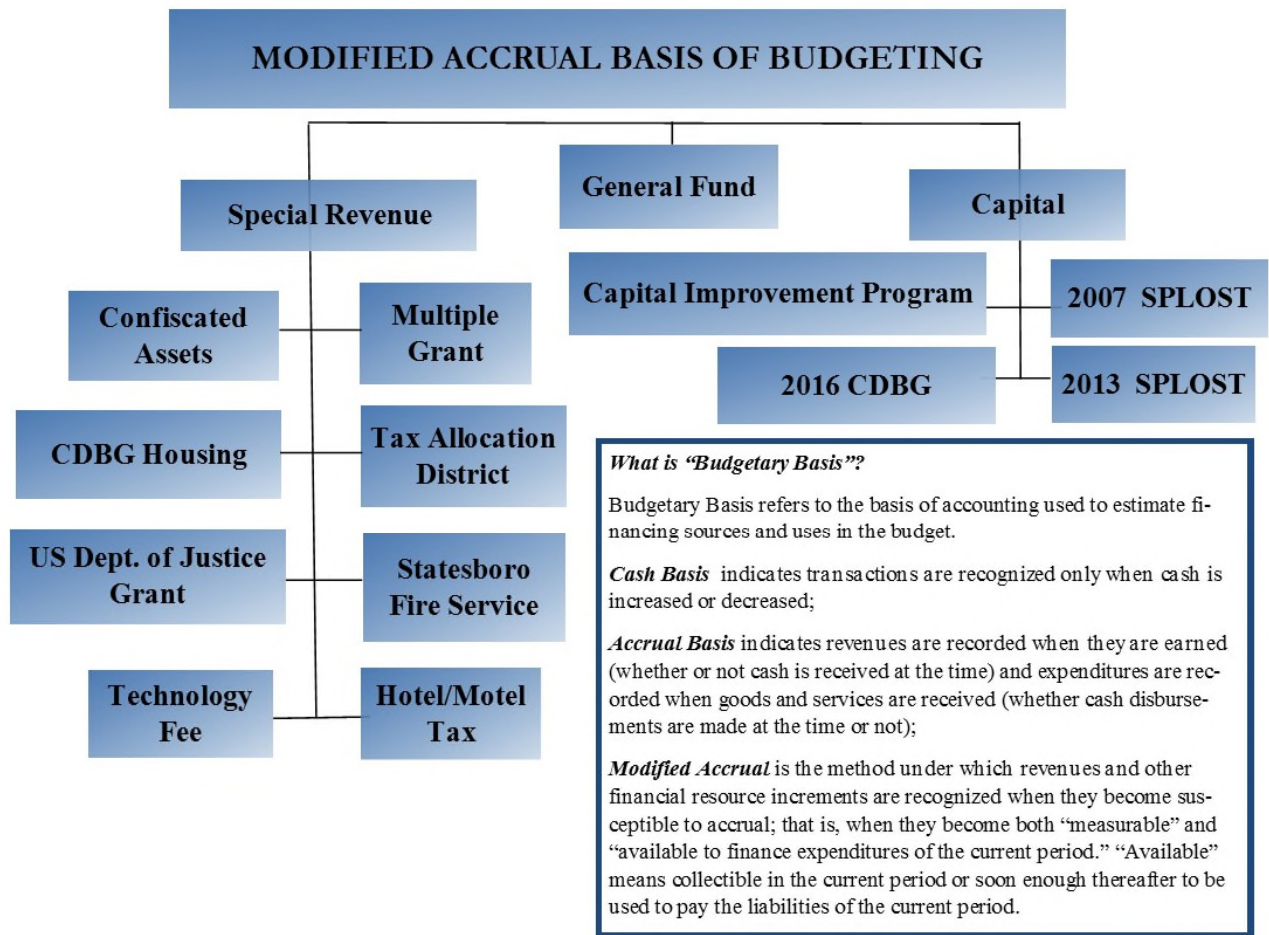 MODIFIED ACCRUAL BASIS OF BUDGETING
General Fund
Special Revenue
Capital
Capital Improvement Program
2007 SPLOST
2016 CDBG
2013 SPLOST
Confiscated
Assets
Multiple
Grant
CDBG Housing
Tax Allocation
District
US Dept. of Justice
Grant
Statesboro
Fire Service
Technology
Fee
Hotel/Motel
Tax
What is “Budgetary Basis”?
Budgetary Basis refers to the basis of accounting used to estimate fi-
nancing sources and uses in the budget.
Cash Basis indicates transactions are recognized only when cash is
increased or decreased;
Accrual Basis indicates revenues are recorded when they are earned
(whether or not cash is received at the time) and expenditures are rec-
orded when goods and services are received (whether cash disburse-
ments are made at the time or not);
Modified Accrual is the method under which revenues and other
financial resource increments are recognized when they become sus-
ceptible to accrual; that is, when they become both “measurable” and
“available to finance expenditures of the current period.” “Available”
means collectible in the current period or soon enough thereafter to be
used to pay the liabilities of the current period.